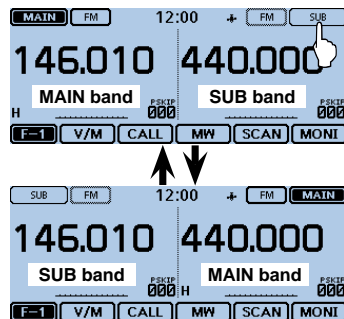 MAIN FM 12:00 FM SUB
146.010 440.000
MAIN band SUB band
H PSKIP 000 PSKIP 000
F-1 V/M CALL MW SCAN MONI
SUB FM 12:00 FM MAIN
146.010 440.000
SUB band MAIN band
PSKIP 000 H PSKIP 000
F-1 V/M CALL MW SCAN MONI